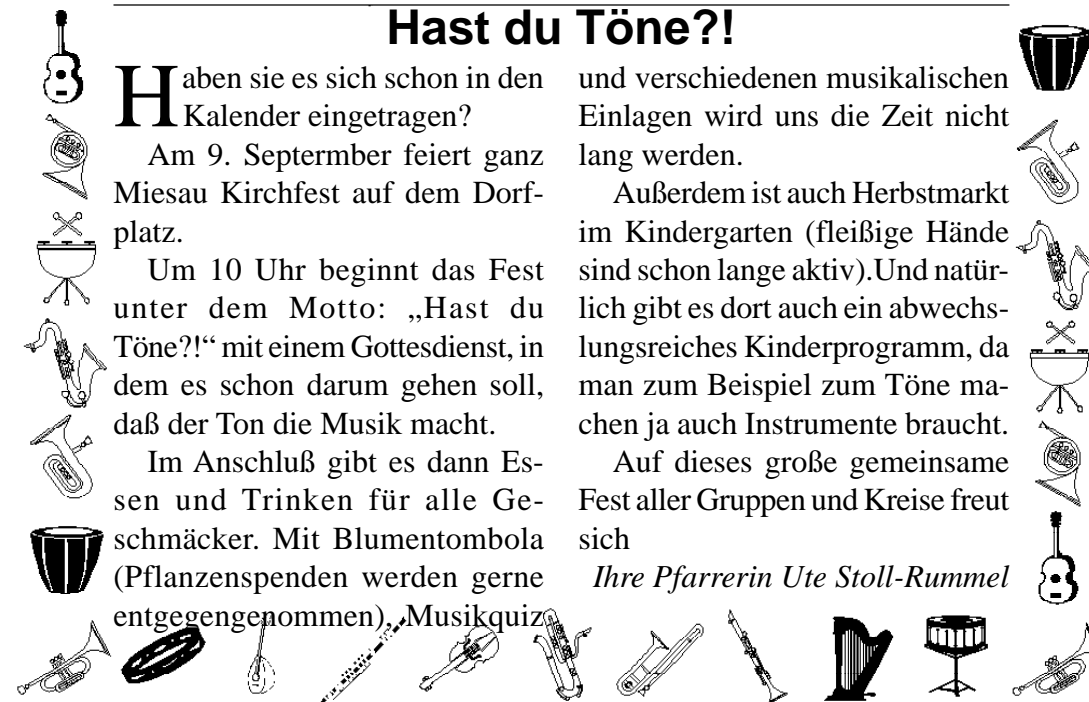 Hast du Töne?!
Haben sie es sich schon in den
Kalender eingetragen?
Am 9. Septermber feiert ganz
Miesau Kirchfest auf dem Dorf-
platz.
Um 10 Uhr beginnt das Fest
unter dem Motto: „Hast du
Töne?!“ mit einem Gottesdienst, in
dem es schon darum gehen soll,
daß der Ton die Musik macht.
Im Anschluß gibt es dann Es-
sen und Trinken für alle Ge-
schmäcker. Mit Blumentombola
(Pflanzenspenden werden gerne
entgegengenommen), Musikquiz
und verschiedenen musikalischen
Einlagen wird uns die Zeit nicht
lang werden.
Außerdem ist auch Herbstmarkt
im Kindergarten (fleißige Hände
sind schon lange aktiv).Und natür-
lich gibt es dort auch ein abwechs-
lungsreiches Kinderprogramm, da
man zum Beispiel zum Töne ma-
chen ja auch Instrumente braucht.
Auf dieses große gemeinsame
Fest aller Gruppen und Kreise freut
sich
Ihre Pfarrerin Ute Stoll-Rummel